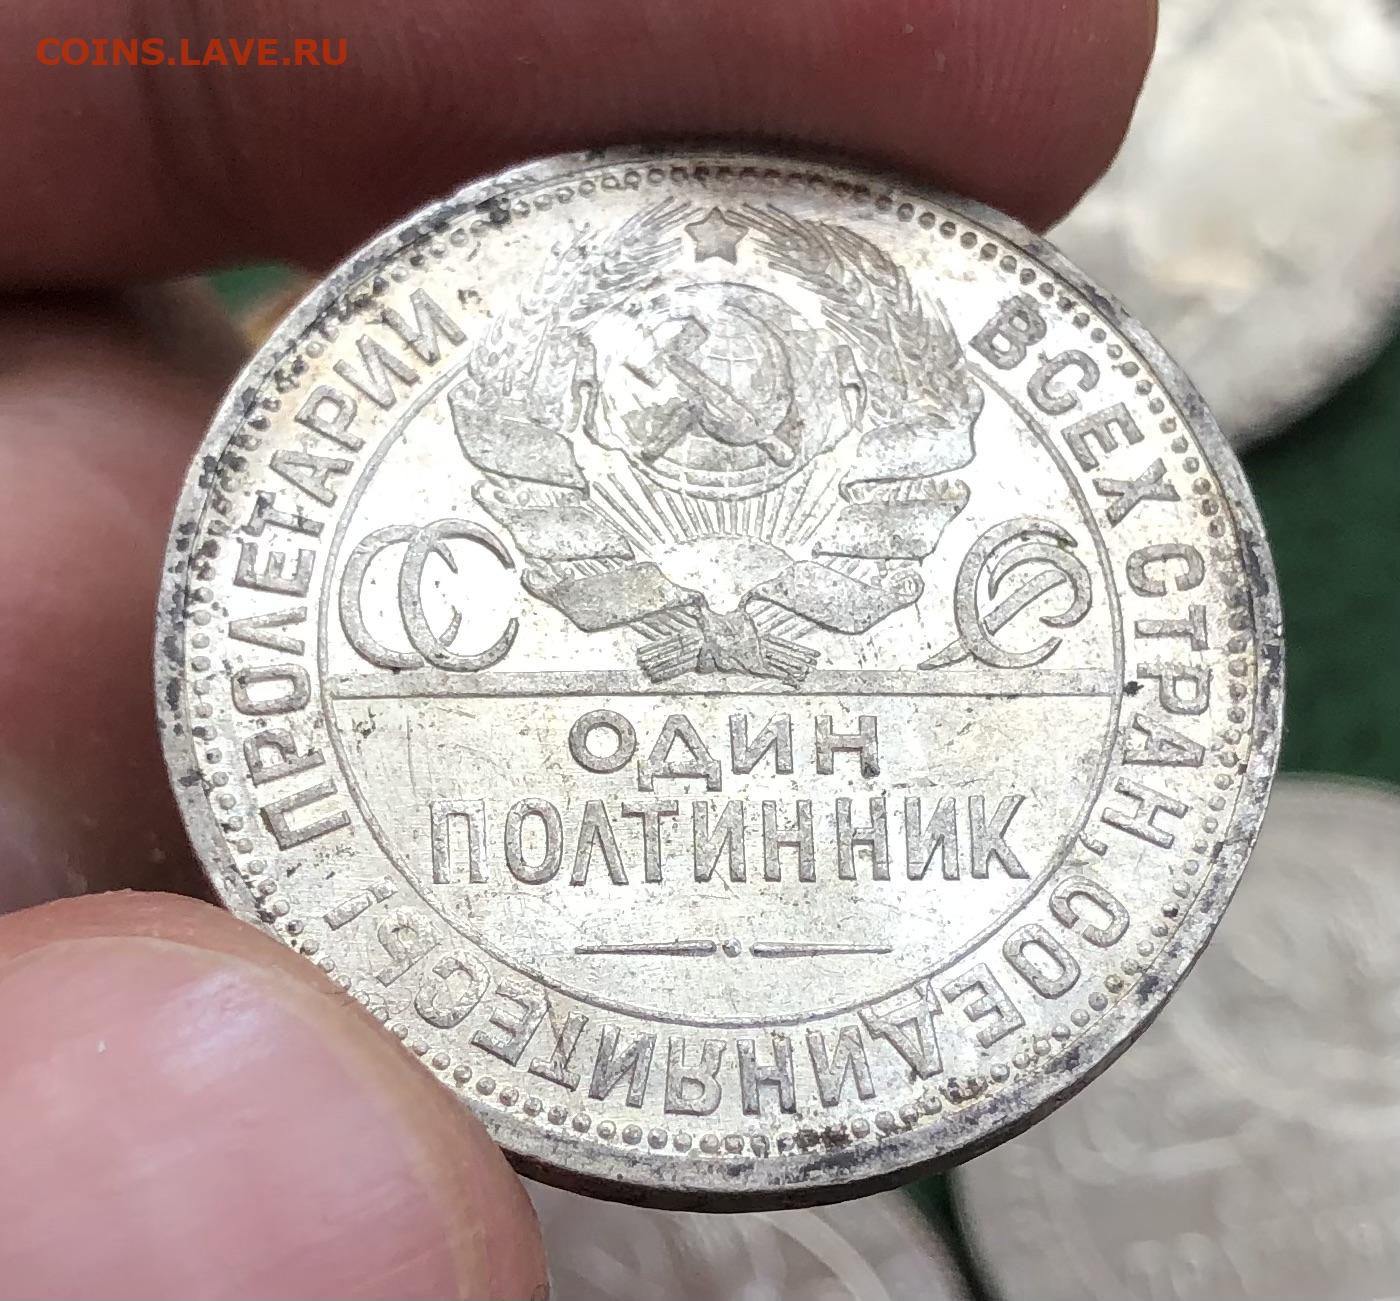 COINS.LAVE.RU
ПРОЛЕТАРИИ ВСЕХ СТРАН, СОЕДИНЯЙТЕСЬ!
СССР
ОДИН
ПОЛТИННИК